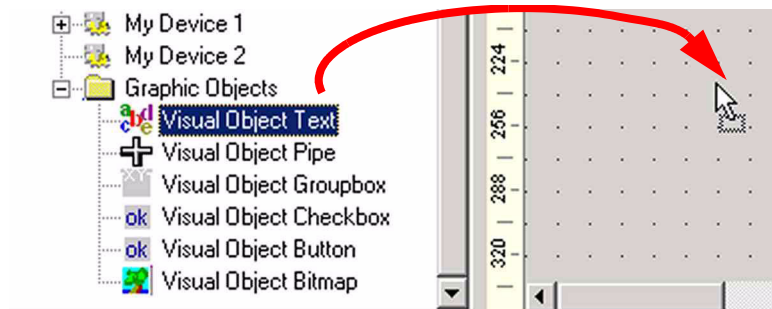 My Device 1
My Device 2
Graphic Objects
Visual Object Text
Visual Object Pipe
Visual Object Groupbox
ok Visual Object Checkbox
ok Visual Object Button
Visual Object Bitmap
224
256
288
320